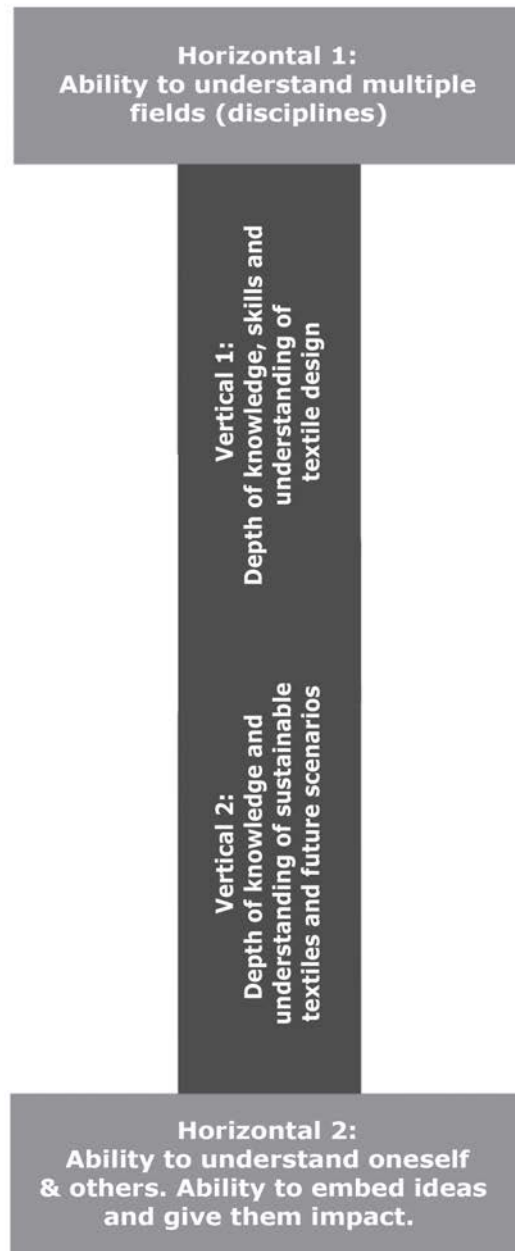 Horizontal 1:
Ability to understand multiple
fields (disciplines)
Vertical 1:
Depth of knowledge, skills and
understanding of
textile design
Vertical 2:
Depth of knowledge and
understanding of sustainable
textiles and future scenarios
Horizontal 2:
Ability to understand oneself
& others. Ability to embed ideas
and give them impact.